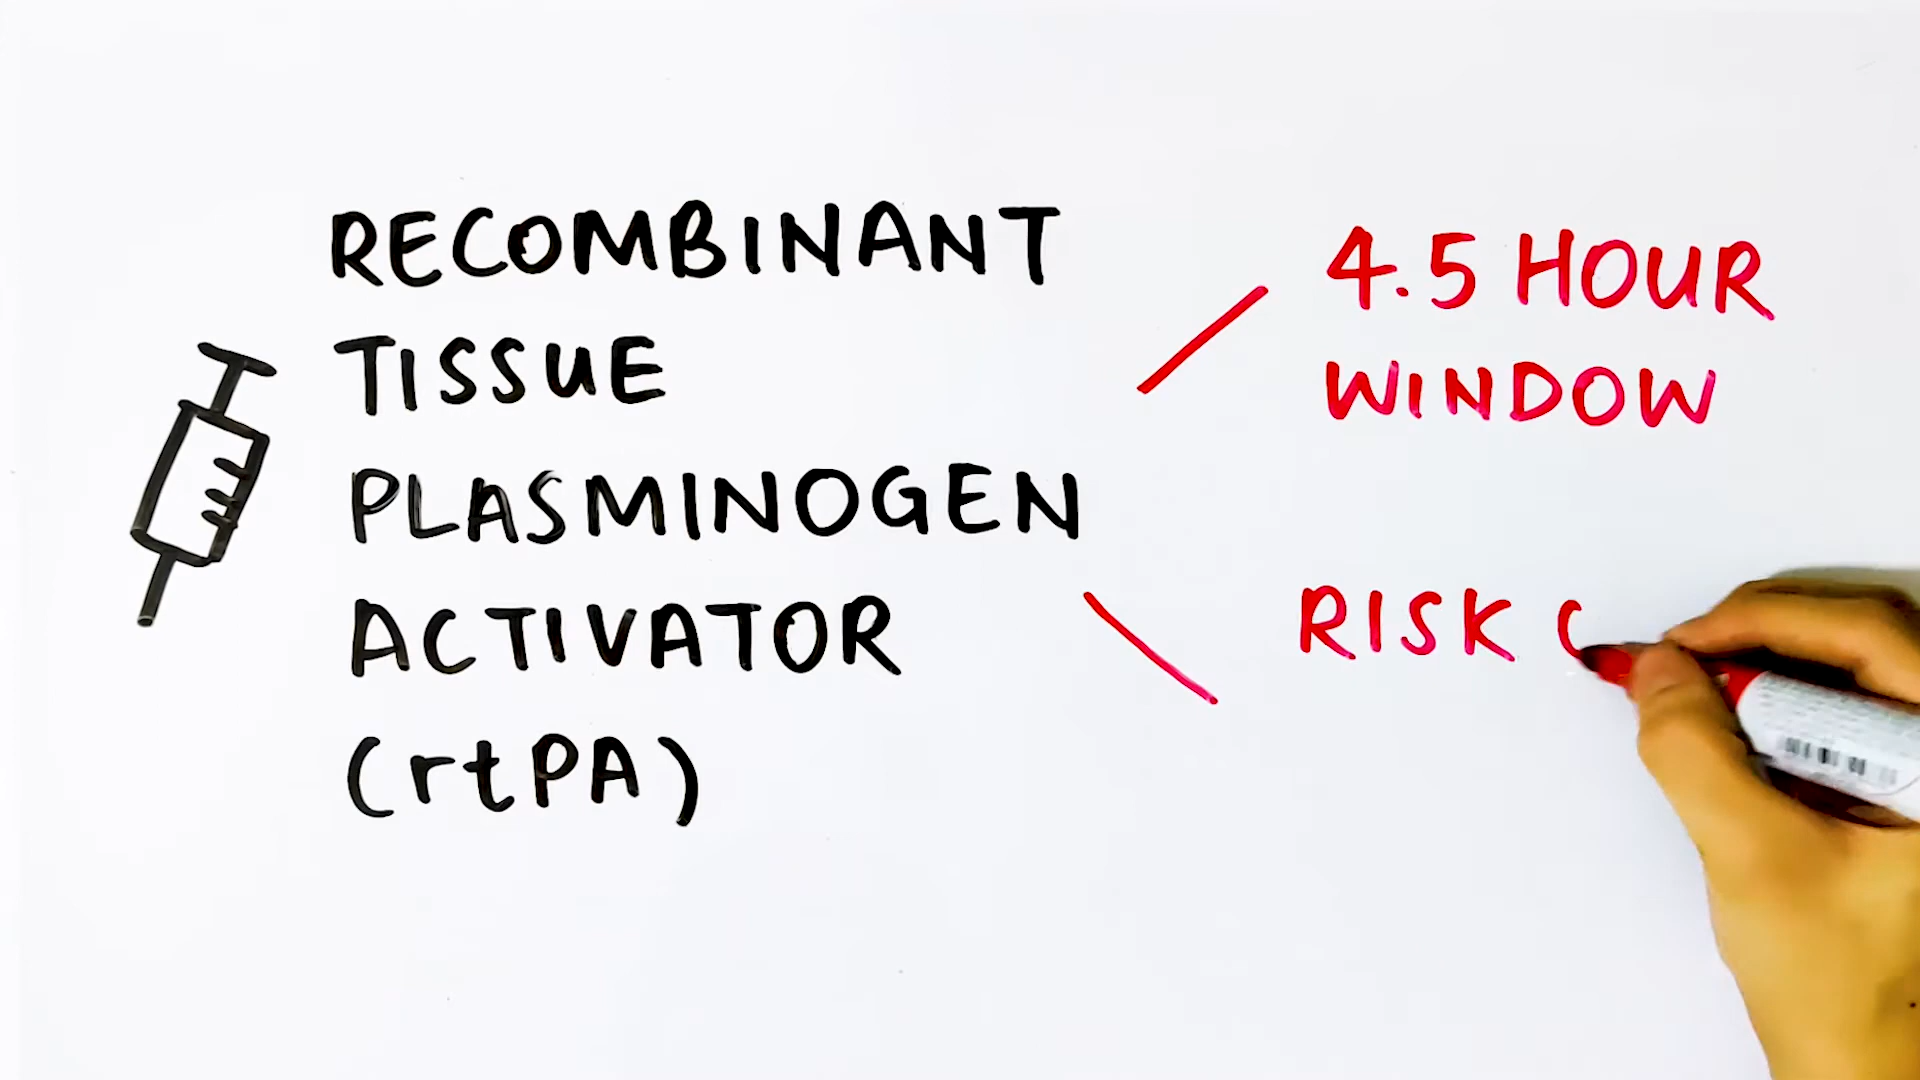 RECOMBINANT
TISSUE
PLASMINOGEN
ACTIVATOR
(rtPA)
4.5 HOUR
WINDOW
RISK